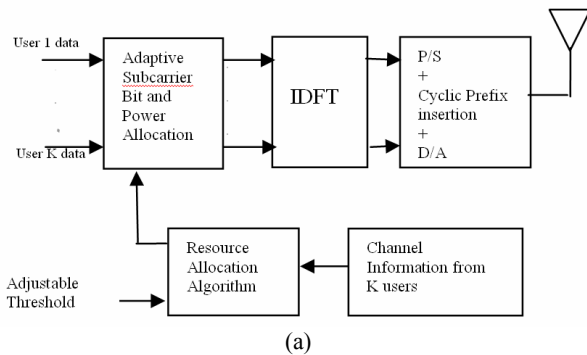 User 1 data
User K data
Adaptive
Subcarrier
Bit and
Power
Allocation
IDFT
P/S
+
Cyclic Prefix
insertion
+
D/A
Adjustable
Threshold
Resource
Allocation
Algorithm
Channel
Information from
K users
(a)